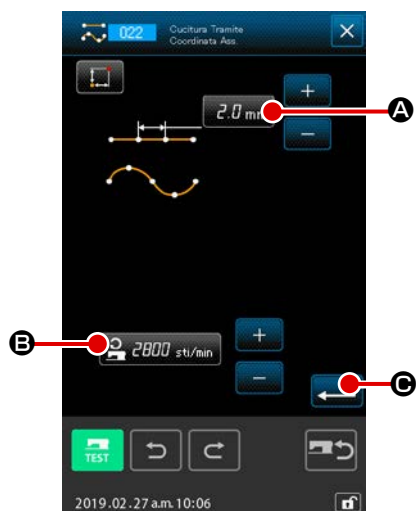 022 Cucitura Tramite
Coordinata Ass.
2.0 mm
A
B
2800 sti/min
C
TEST
2019.02.27 a.m. 10:06